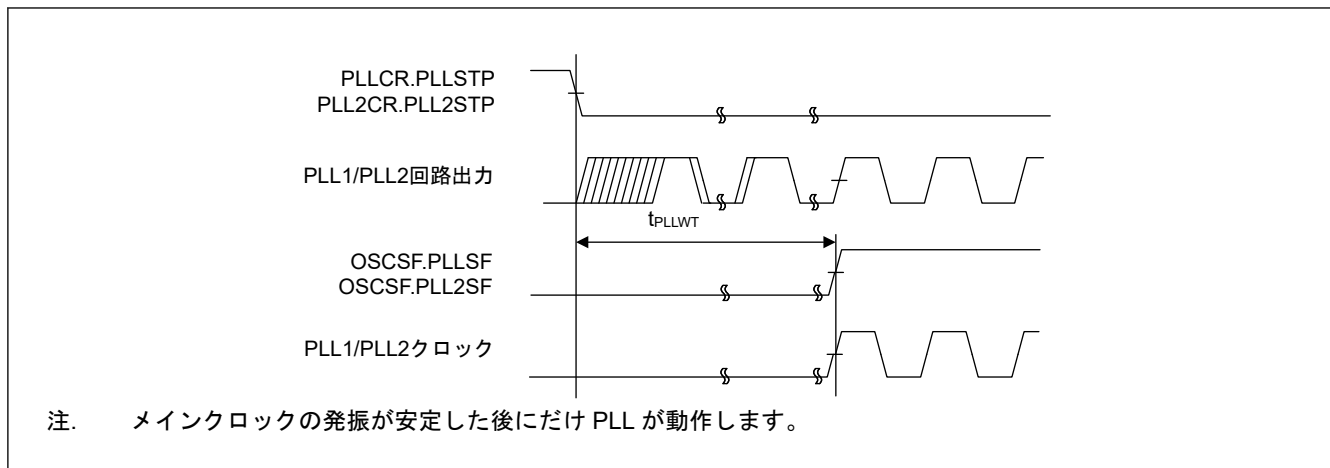 PLLCR.PLLSTP
PLL2CR.PLL2STP
PLL1/PLL2回路出力
tPLLWT
OSCSF.PLLSF
OSCSF.PLL2SF
PLL1/PLL2クロック
注. メインクロックの発振が安定した後にだけ PLL が動作します。